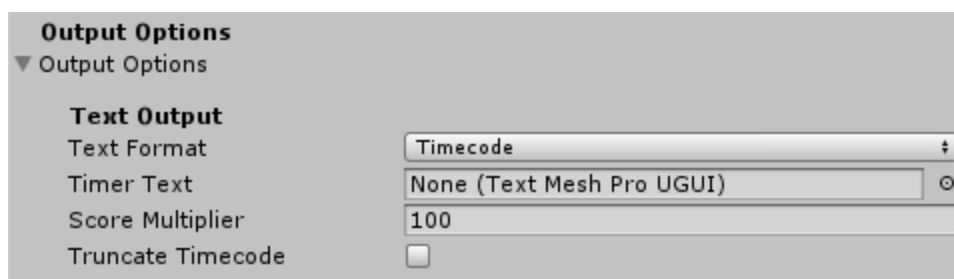 Output Options
Output Options
Text Output
Text Format Timecode
Timer Text None (Text Mesh Pro UGUI)
Score Multiplier 100
Truncate Timecode